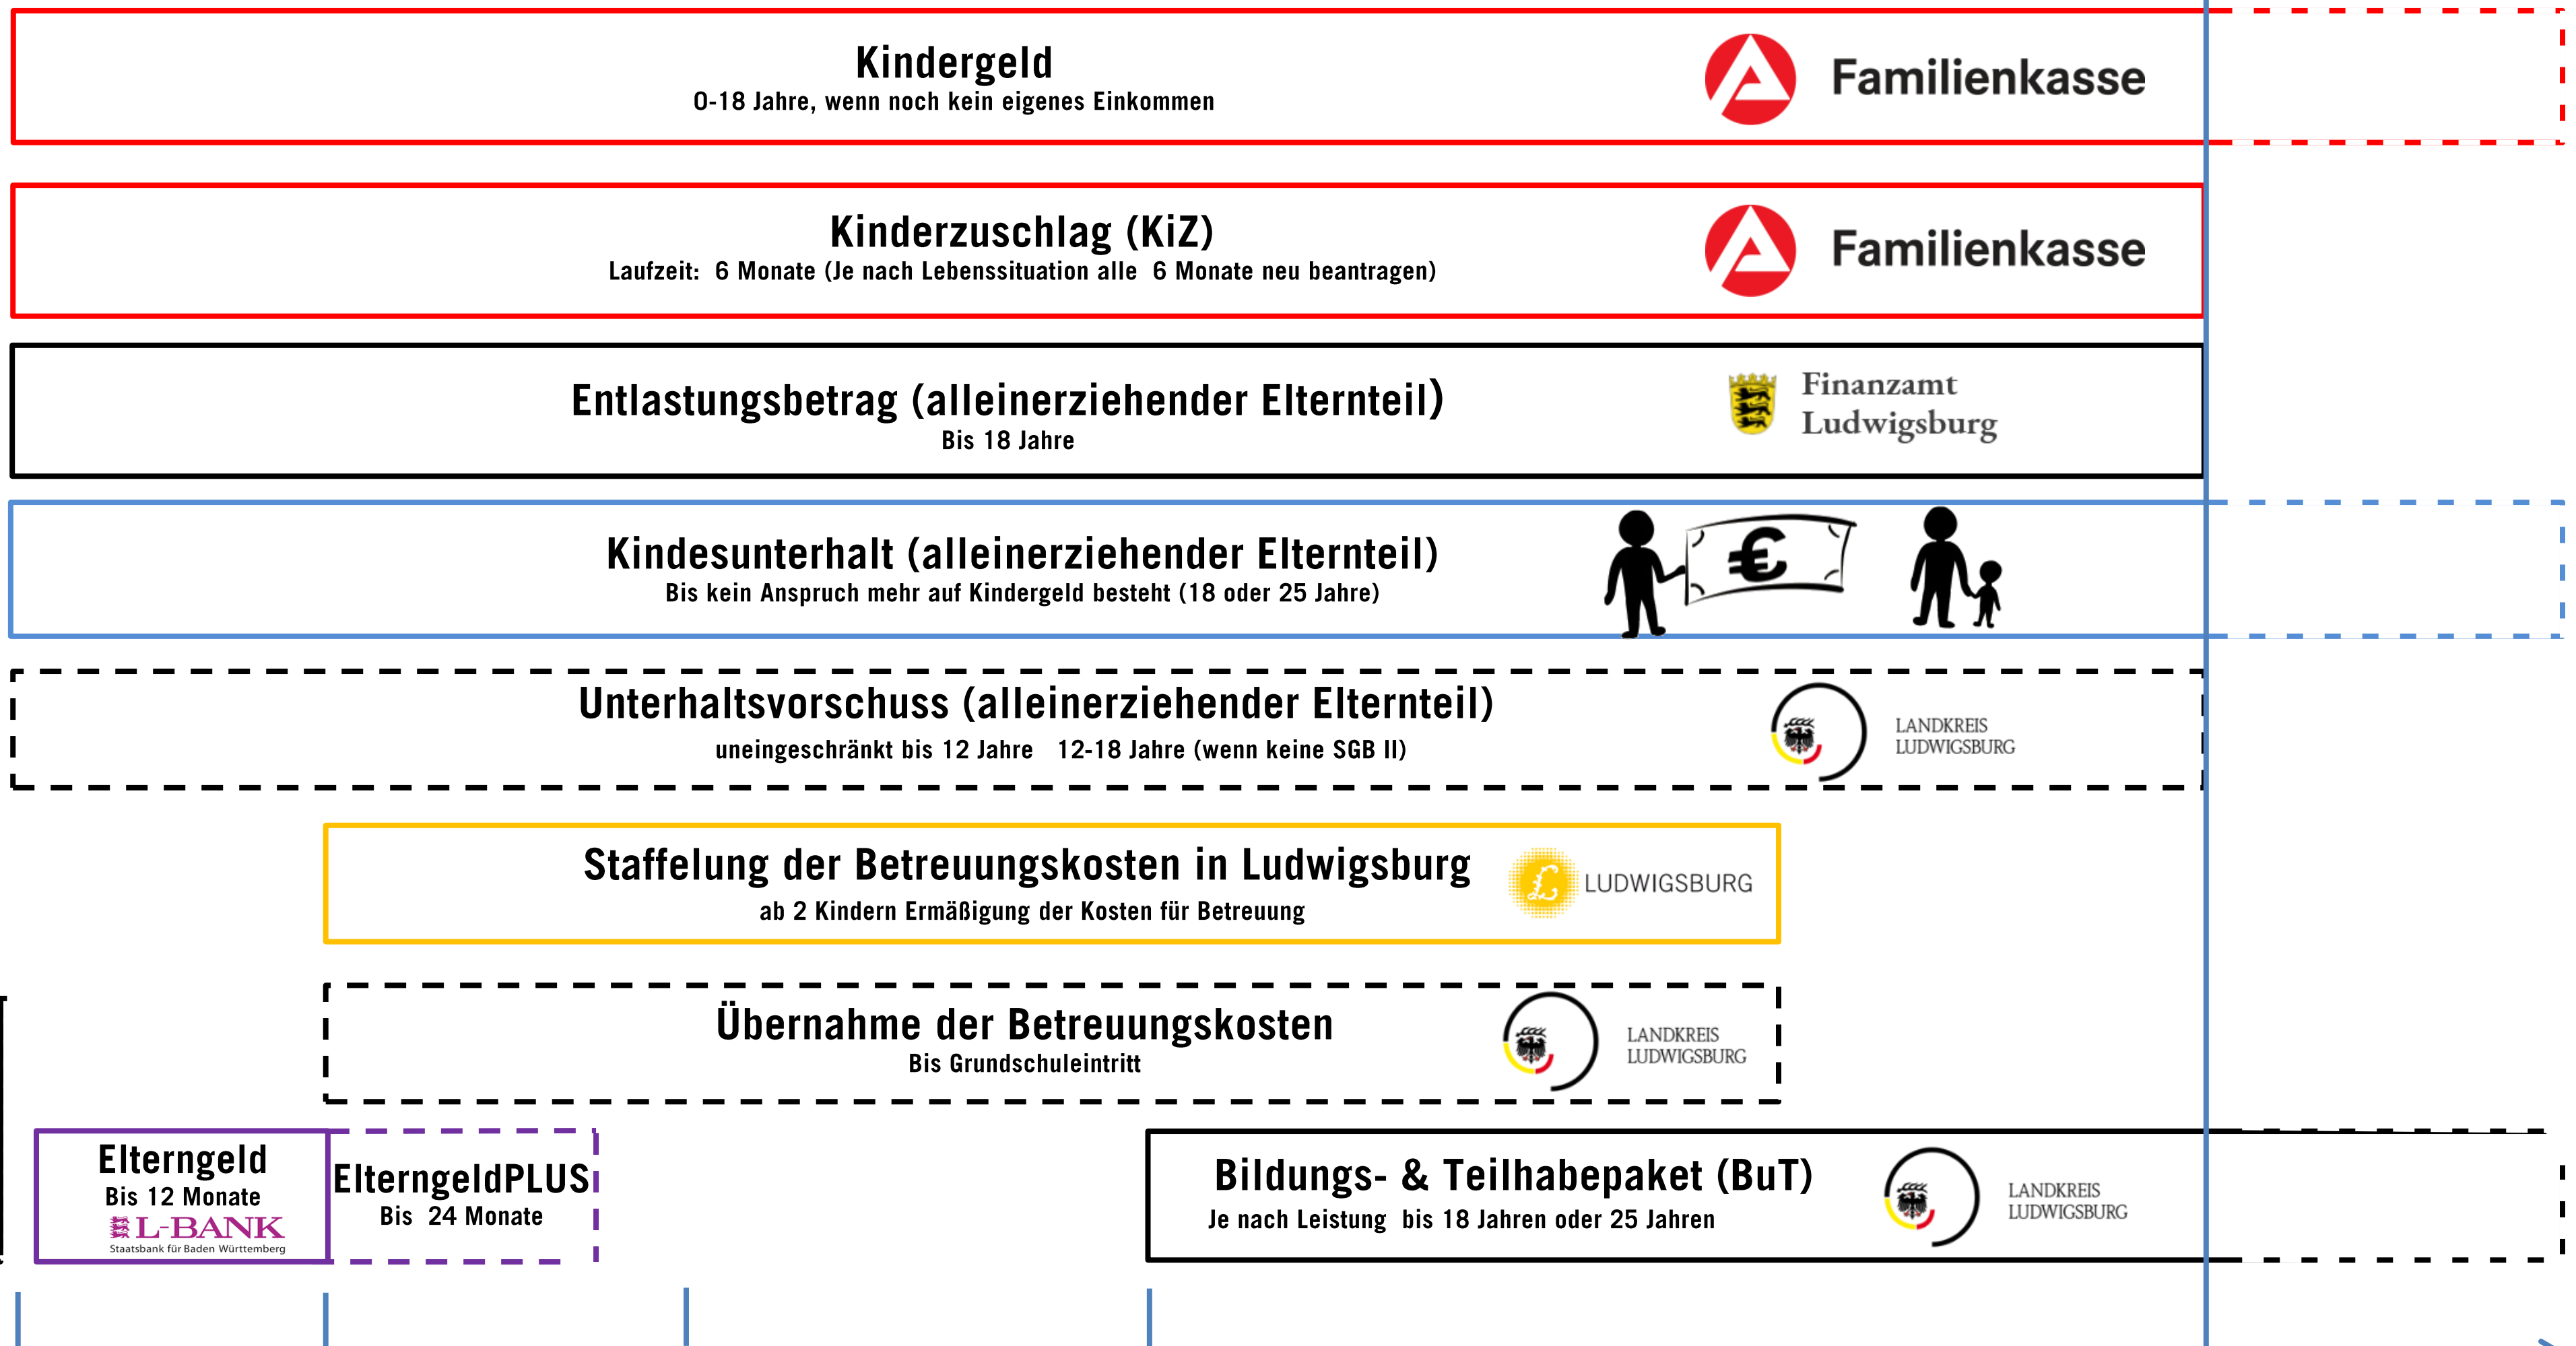 Kindergeld
0-18 Jahre, wenn noch kein eigenes Einkommen
Familienkasse
Kinderzuschlag (KiZ)
Laufzeit: 6 Monate (Je nach Lebenssituation alle 6 Monate neu beantragen)
Familienkasse
Entlastungsbetrag (alleinerziehender Elternteil)
Bis 18 Jahre
Finanzamt
Ludwigsburg
Kindesunterhalt (alleinerziehender Elternteil)
Bis kein Anspruch mehr auf Kindergeld besteht (18 oder 25 Jahre)
€
Unterhaltsvorschuss (alleinerziehender Elternteil)
uneingeschränkt bis 12 Jahre 12-18 Jahre (wenn keine SGB II)
LANDKREIS
LUDWIGSBURG
Staffelung der Betreuungskosten in Ludwigsburg
ab 2 Kindern Ermäßigung der Kosten für Betreuung
LUDWIGSBURG
Übernahme der Betreuungskosten
Bis Grundschuleintritt
LANDKREIS
LUDWIGSBURG
Elterngeld
Bis 12 Monate
L-BANK
Staatsbank für Baden Württemberg
ElterngeldPLUS
Bis 24 Monate
Bildungs- & Teilhabepaket (BuT)
Je nach Leistung bis 18 Jahren oder 25 Jahren
LANDKREIS
LUDWIGSBURG